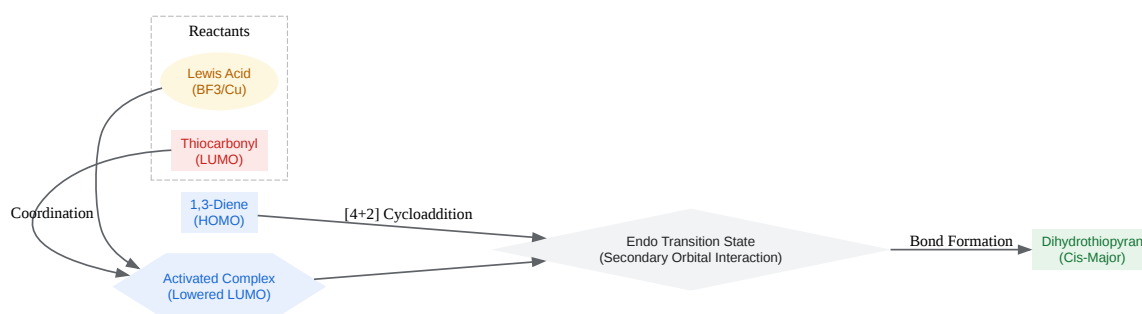 Reactants
Lewis Acid
(BF3/Cu)
Thiocarbonyl
(LUMO)
Coordination
1,3-Diene
(HOMO)
[4+2] Cycloaddition
Activated Complex
(Lowered LUMO)
Endo Transition State
(Secondary Orbital Interaction)
Bond Formation
Dihydrothiopyran
(Cis-Major)